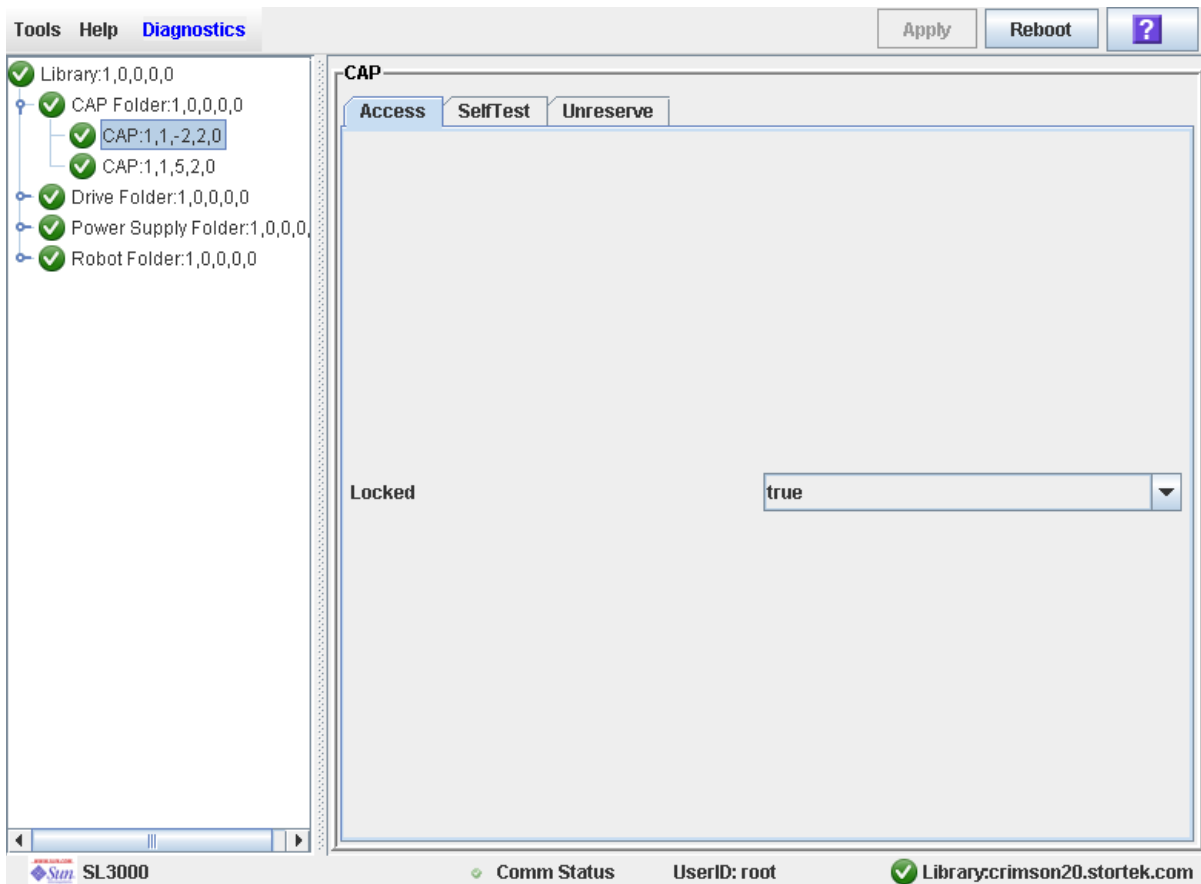 Tools Help Diagnostics Apply Reboot ?
Library:1,0,0,0,0
CAP Folder:1,0,0,0,0
CAP:1,1,-2,2,0
CAP:1,1,5,2,0
Drive Folder:1,0,0,0,0
Power Supply Folder:1,0,0,0,
Robot Folder:1,0,0,0,0
CAP
Access SelfTest Unreserve
Locked true
Sun SL3000 Comm Status UserID: root Library:crimson20.stortek.com